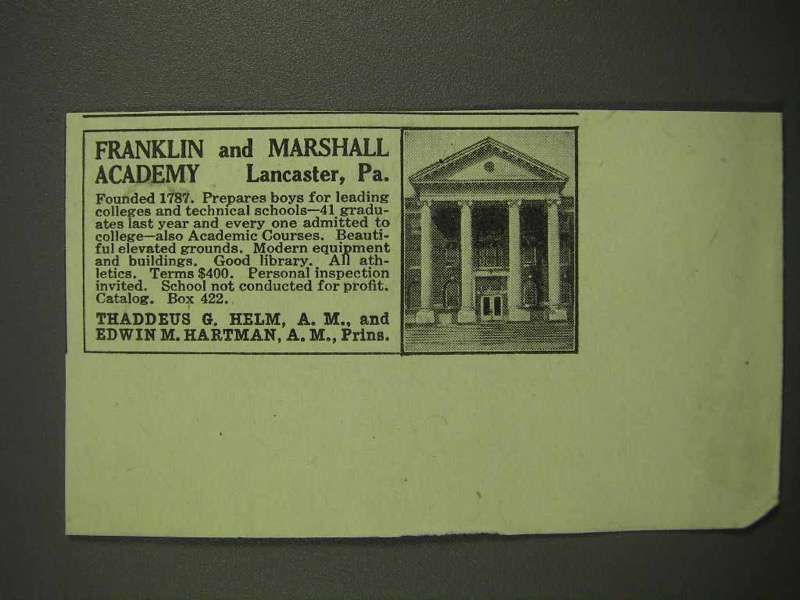 FRANKLIN and MARSHALL
ACADEMY Lancaster, Pa.
Founded 1787. Prepares boys for leading
colleges and technical schools—41 gradu-
ates last year and every one admitted to
college—also Academic Courses. Beauti-
ful elevated grounds. Modern equipment
and buildings. Good library. All ath-
letics. Terms $400. Personal inspection
invited. School not conducted for profit.
Catalog. Box 422.
THADDEUS G. HELM, A. M., and
EDWIN M. HARTMAN, A. M., Prins.